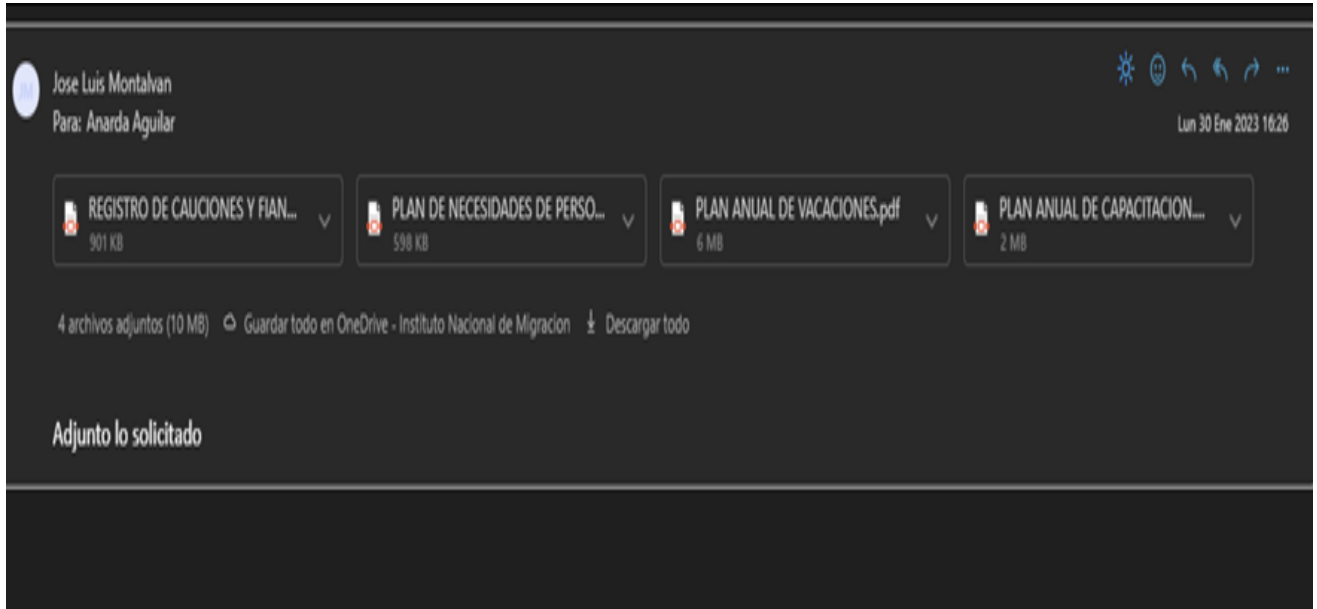 Jose Luis Montalvan
Para: Anarda Aguilar
Lun 30 Ene 2023 16:26
REGISTRO DE CAUCIONES Y FIAN...
901 KB
PLAN DE NECESIDADES DE PERSO...
598 KB
PLAN ANUAL DE VACACIONES.pdf
6 MB
PLAN ANUAL DE CAPACITACION....
2 MB
4 archivos adjuntos (10 MB) Guardar todo en OneDrive - Instituto Nacional de Migracion Descargar todo
Adjunto lo solicitado